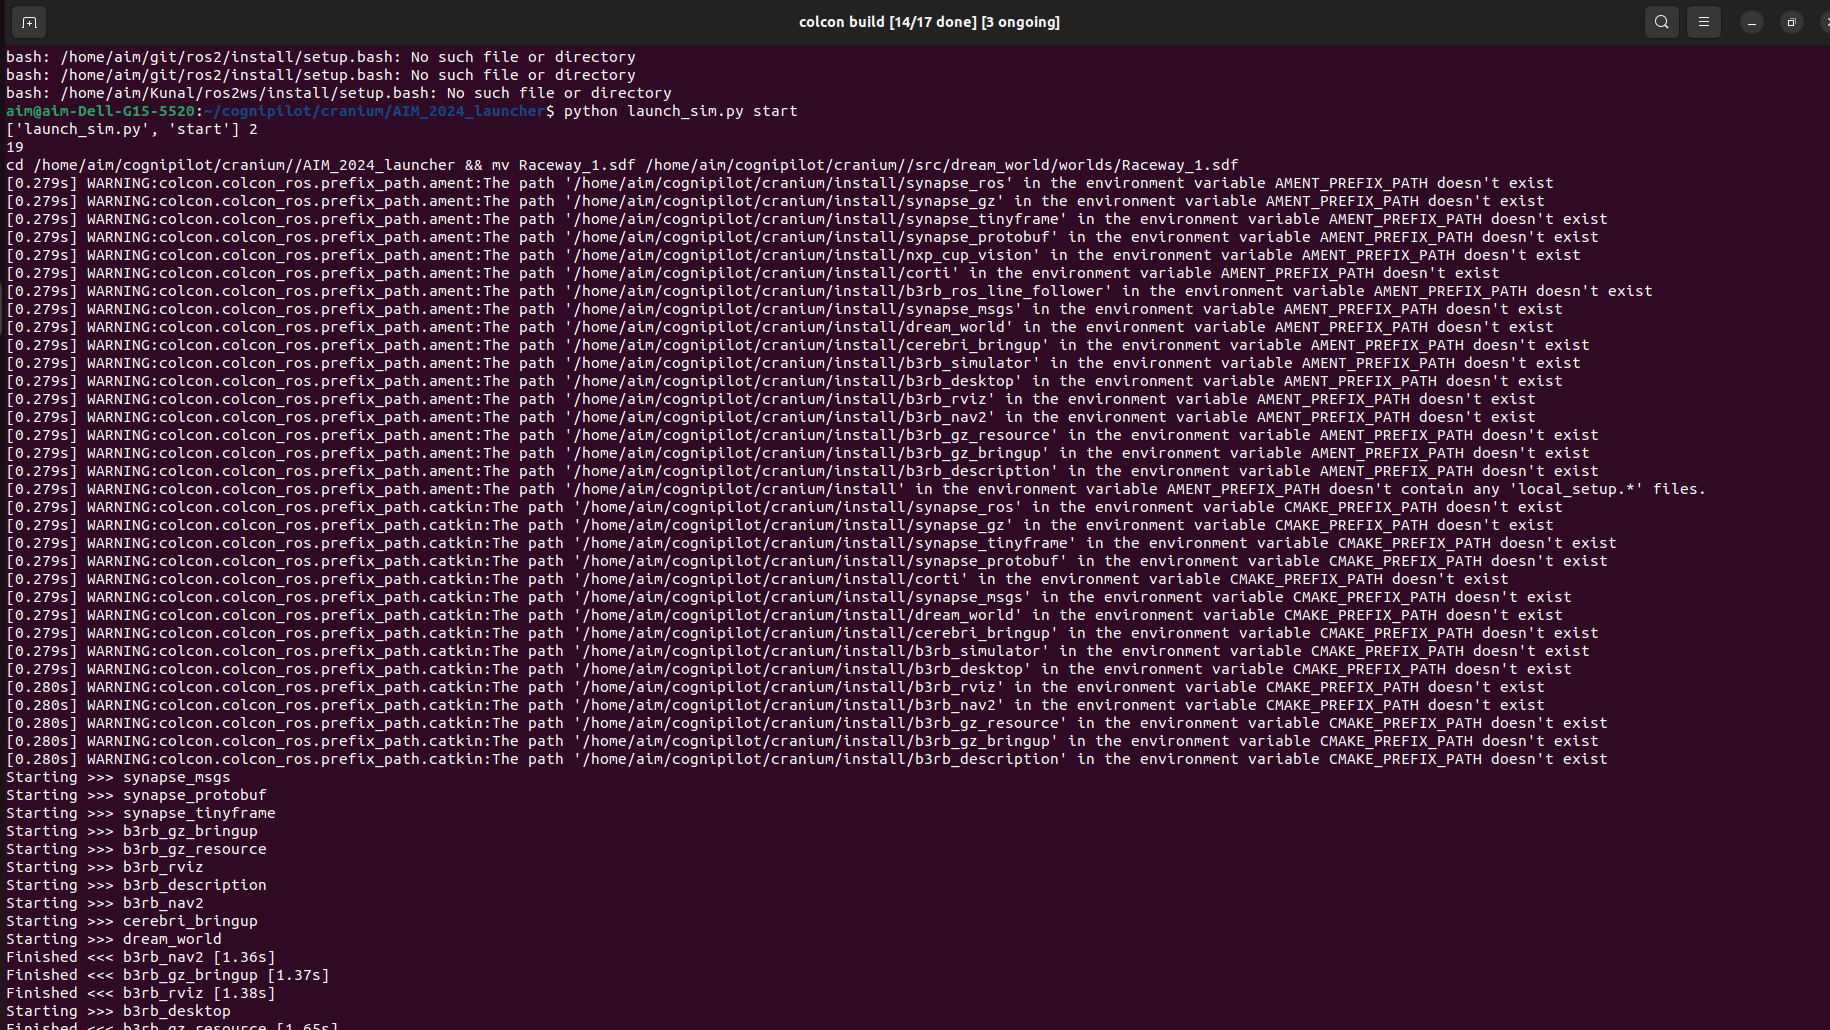 colcon build [14/17 done] [3 ongoing]
bash: /home/aim/git/ros2/install/setup.bash: No such file or directory
bash: /home/aim/git/ros2/install/setup.bash: No such file or directory
bash: /home/aim/Kunal/ros2ws/install/setup.bash: No such file or directory
aim@aim-Dell-G15-5520:~/cognipilot/cranium/AIM_2024_launcher$ python launch_sim.py start
['launch_sim.py', 'start'] 2
19
cd /home/aim/cognipilot/cranium//AIM_2024_launcher && mv Raceway_1.sdf /home/aim/cognipilot/cranium//src/dream_world/worlds/Raceway_1.sdf
[0.279s] WARNING:colcon.colcon_ros.prefix_path.ament:The path '/home/aim/cognipilot/cranium/install/synapse_ros' in the environment variable AMENT_PREFIX_PATH doesn't exist
[0.279s] WARNING:colcon.colcon_ros.prefix_path.ament:The path '/home/aim/cognipilot/cranium/install/synapse_gz' in the environment variable AMENT_PREFIX_PATH doesn't exist
[0.279s] WARNING:colcon.colcon_ros.prefix_path.ament:The path '/home/aim/cognipilot/cranium/install/synapse_tinyframe' in the environment variable AMENT_PREFIX_PATH doesn't exist
[0.279s] WARNING:colcon.colcon_ros.prefix_path.ament:The path '/home/aim/cognipilot/cranium/install/synapse_protobuf' in the environment variable AMENT_PREFIX_PATH doesn't exist
[0.279s] WARNING:colcon.colcon_ros.prefix_path.ament:The path '/home/aim/cognipilot/cranium/install/nxp_cup_vision' in the environment variable AMENT_PREFIX_PATH doesn't exist
[0.279s] WARNING:colcon.colcon_ros.prefix_path.ament:The path '/home/aim/cognipilot/cranium/install/corti' in the environment variable AMENT_PREFIX_PATH doesn't exist
[0.279s] WARNING:colcon.colcon_ros.prefix_path.ament:The path '/home/aim/cognipilot/cranium/install/b3rb_ros_line_follower' in the environment variable AMENT_PREFIX_PATH doesn't exist
[0.279s] WARNING:colcon.colcon_ros.prefix_path.ament:The path '/home/aim/cognipilot/cranium/install/synapse_msgs' in the environment variable AMENT_PREFIX_PATH doesn't exist
[0.279s] WARNING:colcon.colcon_ros.prefix_path.ament:The path '/home/aim/cognipilot/cranium/install/dream_world' in the environment variable AMENT_PREFIX_PATH doesn't exist
[0.279s] WARNING:colcon.colcon_ros.prefix_path.ament:The path '/home/aim/cognipilot/cranium/install/cerebri_bringup' in the environment variable AMENT_PREFIX_PATH doesn't exist
[0.279s] WARNING:colcon.colcon_ros.prefix_path.ament:The path '/home/aim/cognipilot/cranium/install/b3rb_simulator' in the environment variable AMENT_PREFIX_PATH doesn't exist
[0.279s] WARNING:colcon.colcon_ros.prefix_path.ament:The path '/home/aim/cognipilot/cranium/install/b3rb_desktop' in the environment variable AMENT_PREFIX_PATH doesn't exist
[0.279s] WARNING:colcon.colcon_ros.prefix_path.ament:The path '/home/aim/cognipilot/cranium/install/b3rb_rviz' in the environment variable AMENT_PREFIX_PATH doesn't exist
[0.279s] WARNING:colcon.colcon_ros.prefix_path.ament:The path '/home/aim/cognipilot/cranium/install/b3rb_nav2' in the environment variable AMENT_PREFIX_PATH doesn't exist
[0.279s] WARNING:colcon.colcon_ros.prefix_path.ament:The path '/home/aim/cognipilot/cranium/install/b3rb_gz_resource' in the environment variable AMENT_PREFIX_PATH doesn't exist
[0.279s] WARNING:colcon.colcon_ros.prefix_path.ament:The path '/home/aim/cognipilot/cranium/install/b3rb_gz_bringup' in the environment variable AMENT_PREFIX_PATH doesn't exist
[0.279s] WARNING:colcon.colcon_ros.prefix_path.ament:The path '/home/aim/cognipilot/cranium/install/b3rb_description' in the environment variable AMENT_PREFIX_PATH doesn't exist
[0.279s] WARNING:colcon.colcon_ros.prefix_path.ament:The path '/home/aim/cognipilot/cranium/install' in the environment variable AMENT_PREFIX_PATH doesn't contain any 'local_setup.*' files.
[0.279s] WARNING:colcon.colcon_ros.prefix_path.catkin:The path '/home/aim/cognipilot/cranium/install/synapse_ros' in the environment variable CMAKE_PREFIX_PATH doesn't exist
[0.279s] WARNING:colcon.colcon_ros.prefix_path.catkin:The path '/home/aim/cognipilot/cranium/install/synapse_gz' in the environment variable CMAKE_PREFIX_PATH doesn't exist
[0.279s] WARNING:colcon.colcon_ros.prefix_path.catkin:The path '/home/aim/cognipilot/cranium/install/synapse_tinyframe' in the environment variable CMAKE_PREFIX_PATH doesn't exist
[0.279s] WARNING:colcon.colcon_ros.prefix_path.catkin:The path '/home/aim/cognipilot/cranium/install/synapse_protobuf' in the environment variable CMAKE_PREFIX_PATH doesn't exist
[0.279s] WARNING:colcon.colcon_ros.prefix_path.catkin:The path '/home/aim/cognipilot/cranium/install/corti' in the environment variable CMAKE_PREFIX_PATH doesn't exist
[0.279s] WARNING:colcon.colcon_ros.prefix_path.catkin:The path '/home/aim/cognipilot/cranium/install/synapse_msgs' in the environment variable CMAKE_PREFIX_PATH doesn't exist
[0.279s] WARNING:colcon.colcon_ros.prefix_path.catkin:The path '/home/aim/cognipilot/cranium/install/dream_world' in the environment variable CMAKE_PREFIX_PATH doesn't exist
[0.279s] WARNING:colcon.colcon_ros.prefix_path.catkin:The path '/home/aim/cognipilot/cranium/install/cerebri_bringup' in the environment variable CMAKE_PREFIX_PATH doesn't exist
[0.279s] WARNING:colcon.colcon_ros.prefix_path.catkin:The path '/home/aim/cognipilot/cranium/install/b3rb_simulator' in the environment variable CMAKE_PREFIX_PATH doesn't exist
[0.279s] WARNING:colcon.colcon_ros.prefix_path.catkin:The path '/home/aim/cognipilot/cranium/install/b3rb_desktop' in the environment variable CMAKE_PREFIX_PATH doesn't exist
[0.280s] WARNING:colcon.colcon_ros.prefix_path.catkin:The path '/home/aim/cognipilot/cranium/install/b3rb_rviz' in the environment variable CMAKE_PREFIX_PATH doesn't exist
[0.280s] WARNING:colcon.colcon_ros.prefix_path.catkin:The path '/home/aim/cognipilot/cranium/install/b3rb_nav2' in the environment variable CMAKE_PREFIX_PATH doesn't exist
[0.280s] WARNING:colcon.colcon_ros.prefix_path.catkin:The path '/home/aim/cognipilot/cranium/install/b3rb_gz_resource' in the environment variable CMAKE_PREFIX_PATH doesn't exist
[0.280s] WARNING:colcon.colcon_ros.prefix_path.catkin:The path '/home/aim/cognipilot/cranium/install/b3rb_gz_bringup' in the environment variable CMAKE_PREFIX_PATH doesn't exist
[0.280s] WARNING:colcon.colcon_ros.prefix_path.catkin:The path '/home/aim/cognipilot/cranium/install/b3rb_description' in the environment variable CMAKE_PREFIX_PATH doesn't exist
Starting >>> synapse_msgs
Starting >>> synapse_protobuf
Starting >>> synapse_tinyframe
Starting >>> b3rb_gz_bringup
Starting >>> b3rb_gz_resource
Starting >>> b3rb_rviz
Starting >>> b3rb_description
Starting >>> b3rb_nav2
Starting >>> cerebri_bringup
Starting >>> dream_world
Finished <<< b3rb_nav2 [1.36s]
Finished <<< b3rb_gz_bringup [1.37s]
Finished <<< b3rb_rviz [1.38s]
Starting >>> b3rb_desktop
Finished <<< b3rb_gz_resource [1.65s]